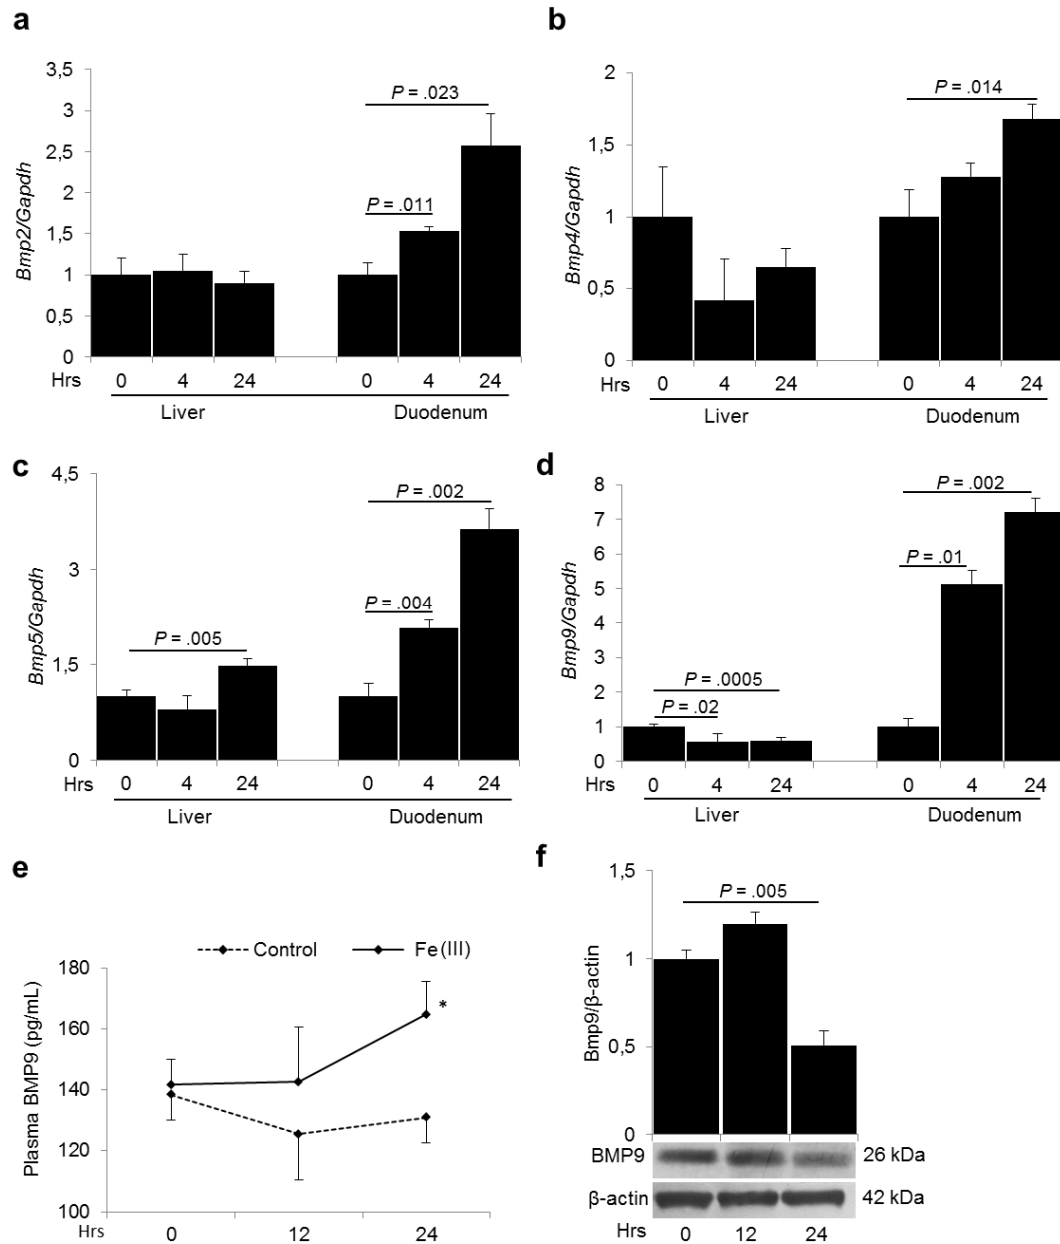 a
3,5
3
2,5
2
1,5
1
0,5
0
Bmp2/Gapdh
P = .023
P = .011
Hrs 0 4 24 0 4 24
Liver Duodenum
b
2
1,5
1
0,5
0
Bmp4/Gapdh
P = .014
Hrs 0 4 24 0 4 24
Liver Duodenum
c
4,5
3
1,5
0
Bmp5/Gapdh
P = .002
P = .004
P = .005
Hrs 0 4 24 0 4 24
Liver Duodenum
d
8
7
6
5
4
3
2
1
0
Bmp9/Gapdh
P = .002
P = .01
P = .0005
P = .02
Hrs 0 4 24 0 4 24
Liver Duodenum
e
Control Fe(III)
180
160
140
120
100
Plasma BMP9 (pg/mL)
*
Hrs 0 12 24
f
1,5
1
0,5
0
Bmp9/β-actin
P = .005
BMP9 26 kDa
β-actin 42 kDa
Hrs 0 12 24